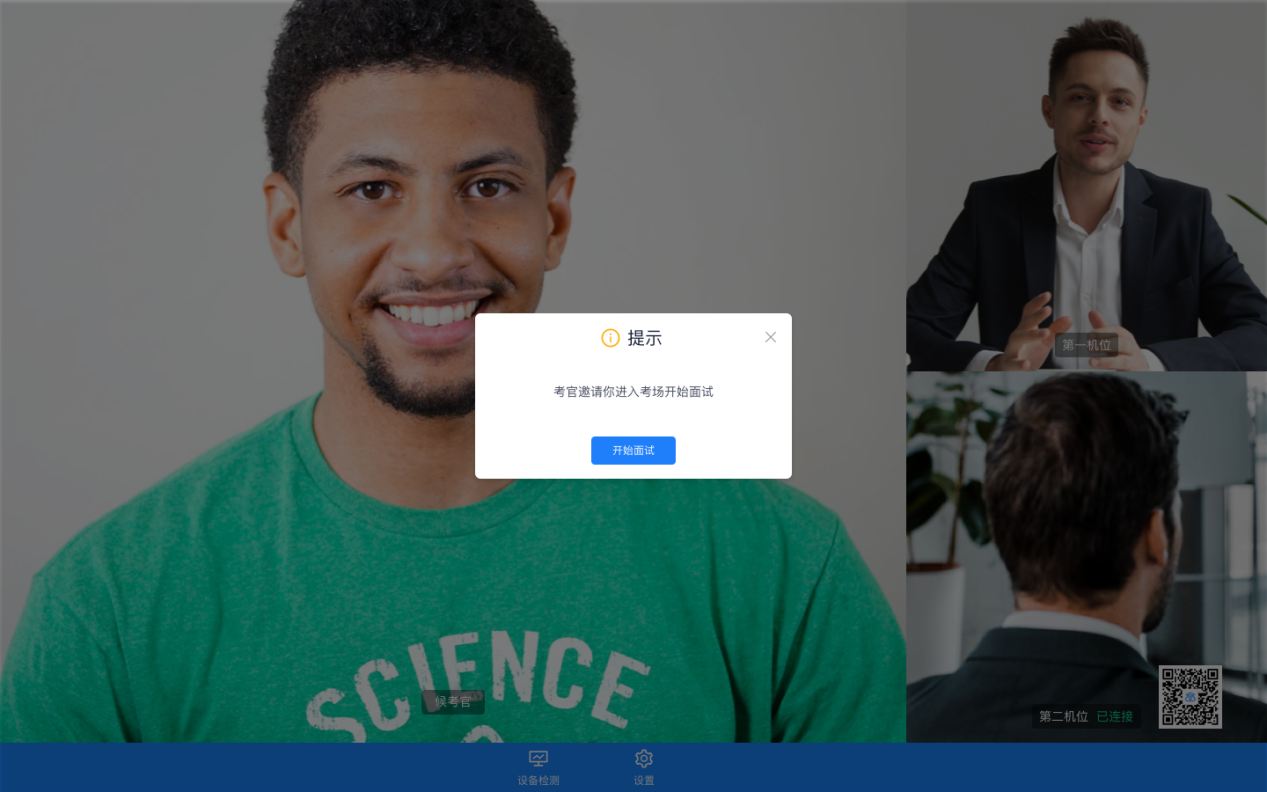 第一机位
提示
考官邀请你进入考场开始面试
开始面试
SCIENCE
候考官
第二机位 已连接
设备检测
设置